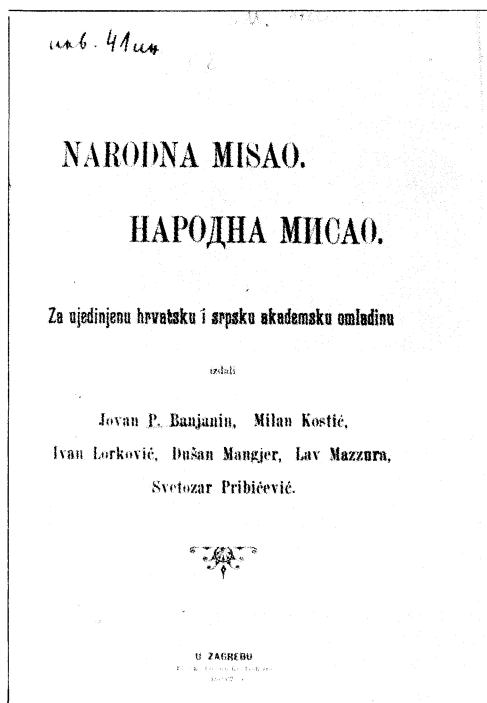 инв. 41
NARODNA MISAO.
НАРОДНА МИСАО.
Za ujedinjenu hrvatsku i srpsku akademsku omladinu
izdali
Jovan P. Banjanin, Milan Kostić,
Ivan Lorković, Dušan Mangjer, Lav Mazzura,
Svetozar Pribićević.
U ZAGREBU